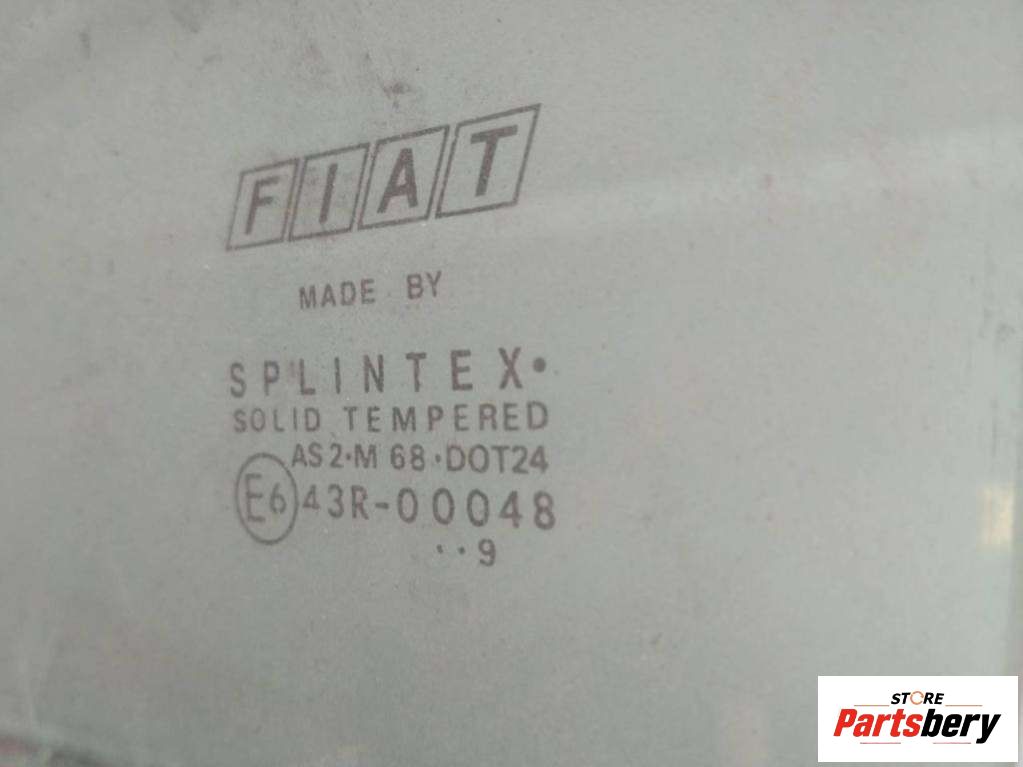 FIAT
MADE BY
SPLINTEX·
SOLID TEMPERED
AS2·M 68·DOT24
E6 43R-00048
··9
STORE
Partsbery